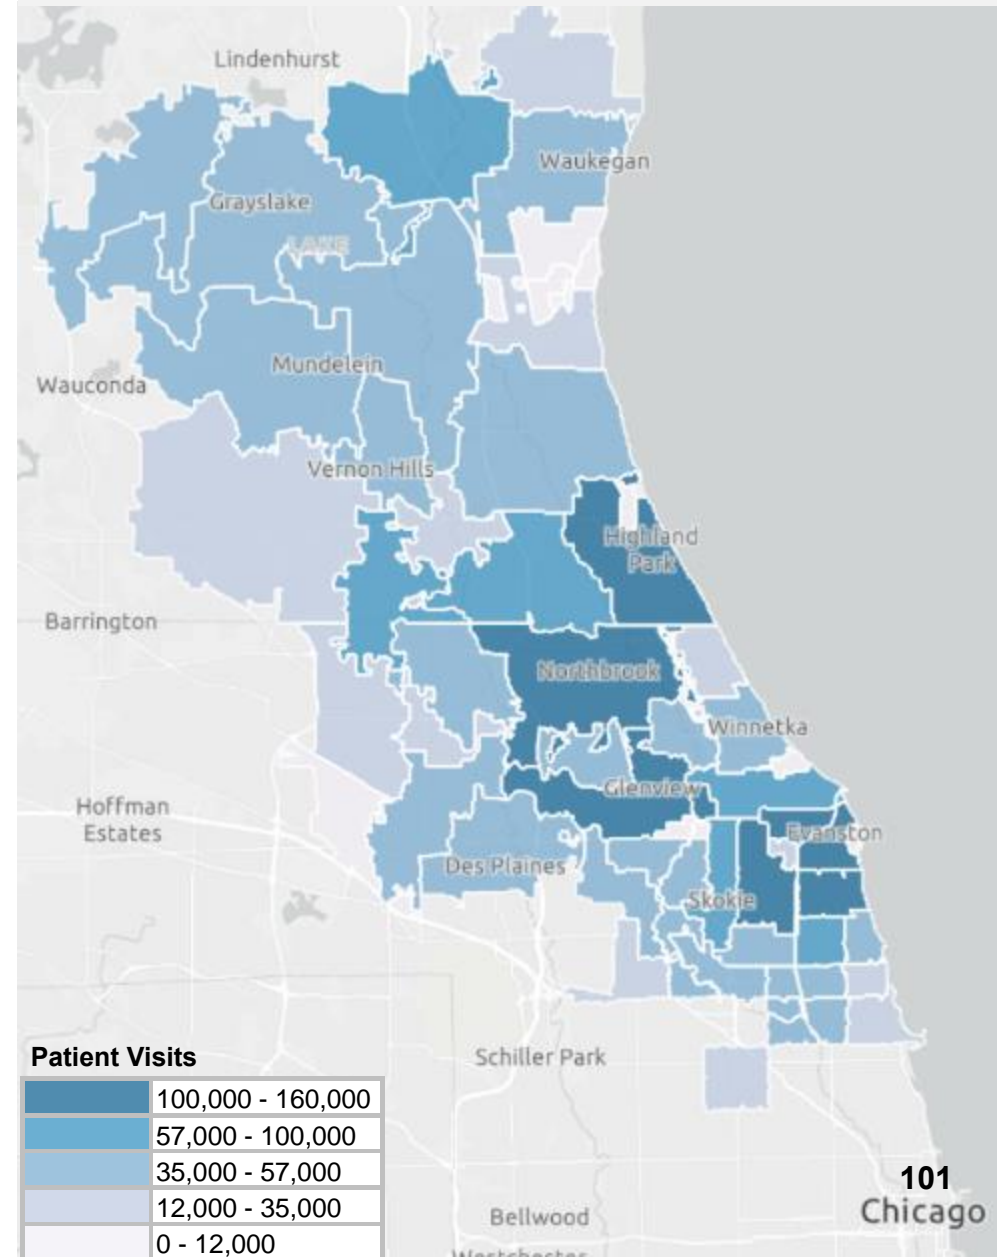 Lindenhurst
Waukegan
Grayslake
LAKE
Mundelein
Wauconda
Vernon Hills
Highland
Park
Barrington
Northbrook
Winnetka
Glenview
Hoffman
Estates
Evanston
Des Plaines
Skokie
Schiller Park
Patient Visits
100,000 - 160,000
57,000 - 100,000
35,000 - 57,000
12,000 - 35,000
0 - 12,000
101
Chicago
Bellwood
Westchester